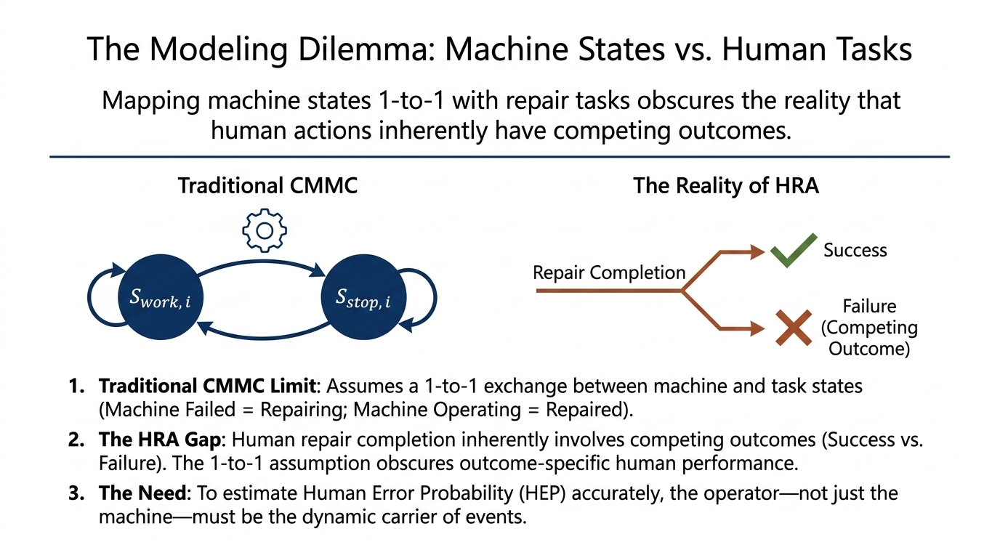 The Modeling Dilemma: Machine States vs. Human Tasks
Mapping machine states 1-to-1 with repair tasks obscures the reality that
human actions inherently have competing outcomes.
Traditional CMMC
S_{work,i}
S_{stop,i}
The Reality of HRA
Repair Completion
Success
Failure
(Competing
Outcome)
1. Traditional CMMC Limit: Assumes a 1-to-1 exchange between machine and task states
(Machine Failed = Repairing; Machine Operating = Repaired).
2. The HRA Gap: Human repair completion inherently involves competing outcomes (Success vs.
Failure). The 1-to-1 assumption obscures outcome-specific human performance.
3. The Need: To estimate Human Error Probability (HEP) accurately, the operator—not just the
machine—must be the dynamic carrier of events.